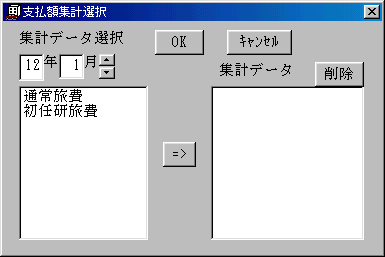 支払額集計選択
集計データ選択
OK
ｷｬﾝｾﾙ
12年 1月
集計データ
削除
通常旅費
初任研旅費
=>